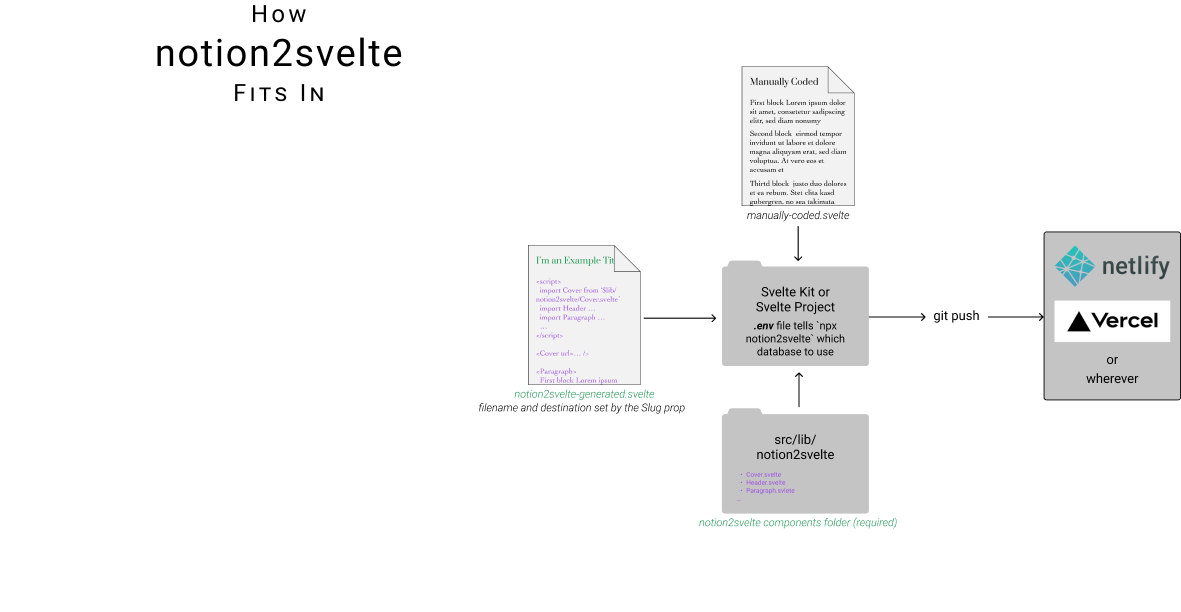 How
notion2svelte
Fits In
Manually Coded
First block Lorem ipsum dolor
sit amet, consetetur sadipscing
elitr, sed diam nonumy
Second block eirmod tempor
invidunt ut labore et dolore
magna aliquyam erat, sed diam
voluptua. At vero eos et
accusam et
Thirtd block justo duo dolores
et ea rebum. Stet clita kasd
gubergren, no sea takimata
manually-coded.svelte
I'm an Example Tit
<script>
import Cover from '$lib/
notion2svelte/Cover.svelte'
import Header ...
import Paragraph ...
...
</script>
<Cover url=... />
<Paragraph>
First block Lorem ipsum
notion2svelte-generated.svelte
filename and destination set by the Slug prop
Svelte Kit or
Svelte Project
.env file tells `npx
notion2svelte` which
database to use
git push
netlify
Vercel
or
wherever
src/lib/
notion2svelte
• Cover.svelte
• Header.svelte
• Paragraph.svlete
notion2svelte components folder (required)